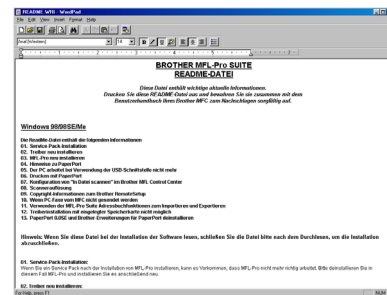 README.WRI - WordPad
File Edit View Insert Format Help
Arial (Western) 14
BROTHER MFL-Pro SUITE
README-DATEI
Diese Datei enthält wichtige aktuelle Informationen.
Drucken Sie diese README-Datei aus und bewahren Sie sie zusammen mit dem
Benutzerhandbuch Ihres Brother MFC zum Nachschlagen sorgfältig auf.
Windows 98/98SE/Me
Die ReadMe-Datei enthält die folgenden Informationen
01. Service-Pack-Installation
02. Treiber neu installieren
03. MFL-Pro neu installieren
04. Hinweise zu PaperPort
05. Der PC arbeitet bei Verwendung der USB-Schnittstelle nicht mehr
06. Drucken mit PaperPort
07. Konfiguration von "In Datei scannen" im Brother MFL Control Center
08. Scannerauflösung
09. Copyright-Informationen zum Brother RemoteSetup
10. Wenn PC-Faxe vom MFC nicht gesendet werden
11. Verwenden der MFL-Pro Suite Adressbuchfunktionen zum Importieren und Exportieren
12. Treiberinstallation mit eingelegter Speicherkarte nicht möglich
13. PaperPort 8.0SE und Brother-Erweiterungen für PaperPort deinstallieren
Hinweis: Wenn Sie diese Datei bei der Installation der Software lesen, schließen Sie die Datei bitte nach dem Durchlesen, um die Installation
abzuschließen.
01. Service-Pack-Installation:
Wenn Sie ein Service Pack nach der Installation von MFL-Pro installieren, kann es vorkommen, dass MFL-Pro nicht mehr richtig arbeitet. Bitte deinstallieren Sie in
diesem Fall MFL-Pro und installieren Sie es anschließend neu.
02. Treiber neu installieren:
For Help, press F1
NUM